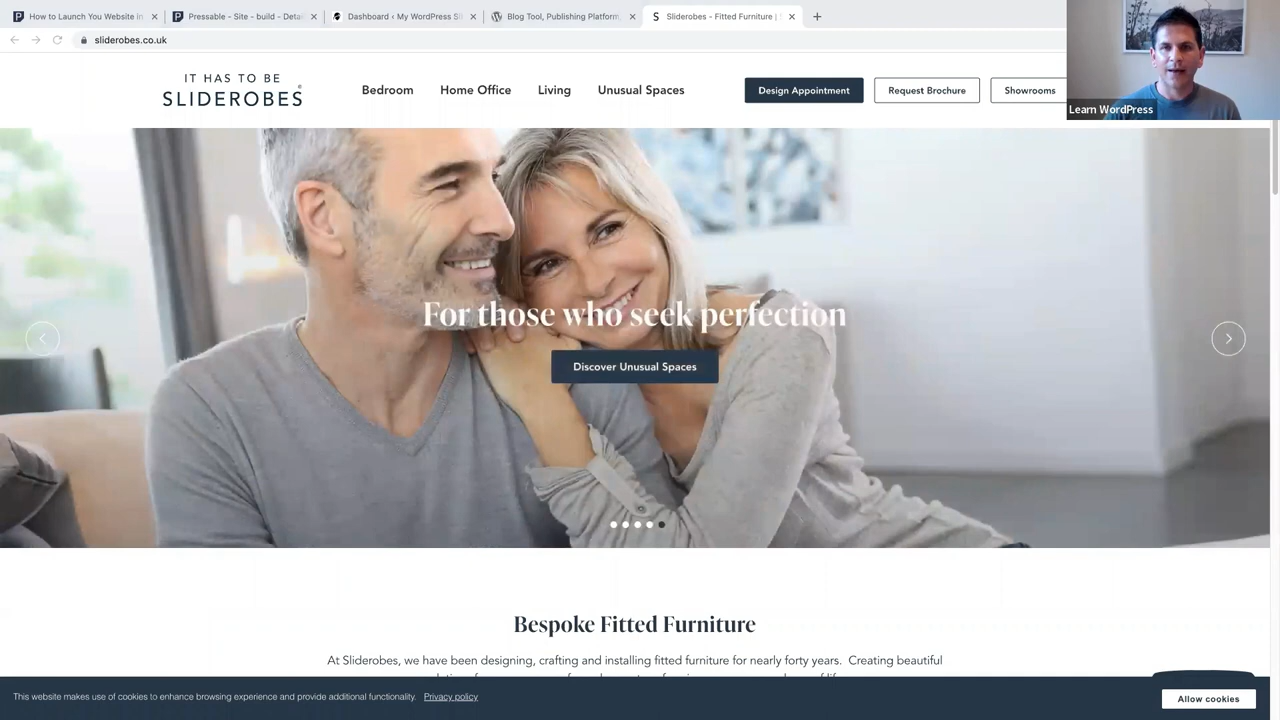 How to Launch You Website in
Pressable - Site - build - Detai
Dashboard ‹ My WordPress Si
Blog Tool, Publishing Platform,
Sliderobes - Fitted Furniture |
sliderobes.co.uk
Learn WordPress
IT HAS TO BE
SLIDEROBES®
Bedroom
Home Office
Living
Unusual Spaces
Design Appointment
Request Brochure
Showrooms
For those who seek perfection
Discover Unusual Spaces
Bespoke Fitted Furniture
At Sliderobes, we have been designing, crafting and installing fitted furniture for nearly forty years. Creating beautiful
This website makes use of cookies to enhance browsing experience and provide additional functionality. Privacy policy
Allow cookies